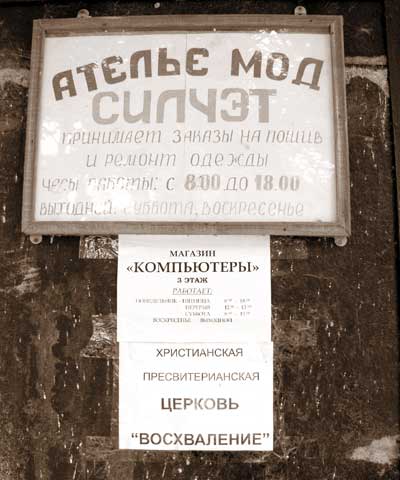 АТЕЛЬЕ МОД
СИЛУЭТ
ПРИНИМАЕТ ЗАКАЗЫ НА ПОШИВ
И РЕМОНТ ОДЕЖДЫ
ЧАСЫ РАБОТЫ: С 8.00 ДО 18.00
ВЫХОДНОЙ: СУББОТА, ВОСКРЕСЕНЬЕ
МАГАЗИН
«КОМПЬЮТЕРЫ»
3 ЭТАЖ
РАБОТАЕТ:
ПОНЕДЕЛЬНИК - ПЯТНИЦА
ПЕРЕРЫВ
СУББОТА
ВОСКРЕСЕНЬЕ ВЫХОДНОЙ
ХРИСТИАНСКАЯ
ПРЕСВИТЕРИАНСКАЯ
ЦЕРКОВЬ
"ВОСХВАЛЕНИЕ"